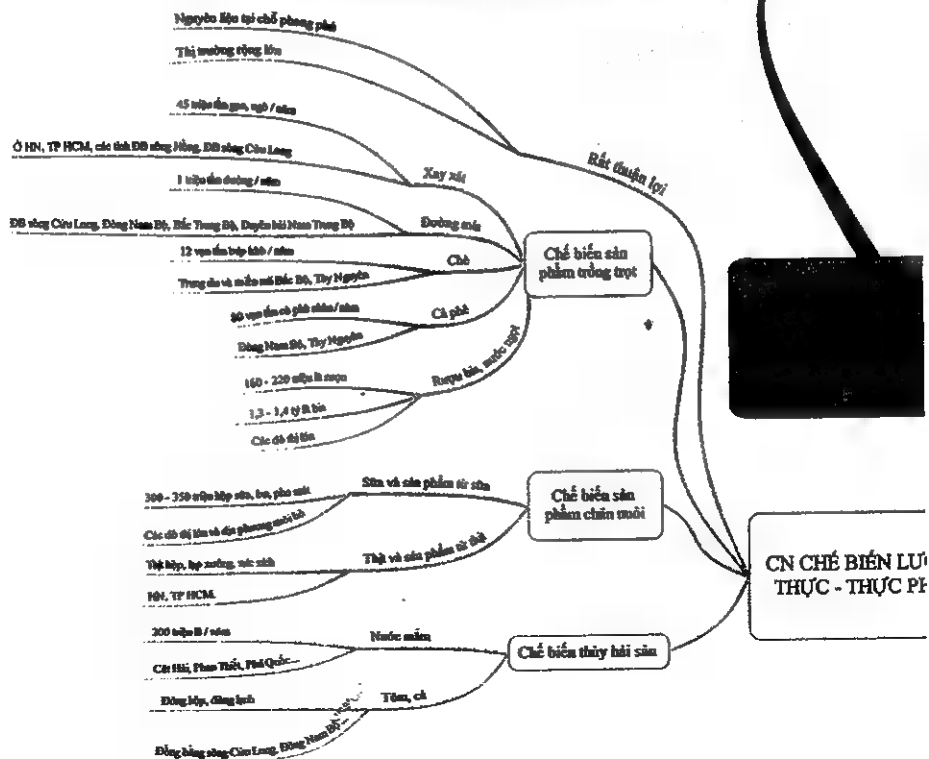 Nguyên liệu tại chỗ phong phú
Thị trường rộng lớn
Rất thuận lợi
45 triệu tấn gạo, ngô / năm
Ở HN, TP HCM, các tỉnh ĐB sông Hồng, ĐB sông Cửu Long
Xay xát
1 triệu tấn đường / năm
ĐB sông Cửu Long, Đông Nam Bộ, Bắc Trung Bộ, Duyên hải Nam Trung Bộ
Đường mía
12 vạn tấn búp khô / năm
Trung du và miền núi Bắc Bộ, Tây Nguyên
Chè
80 vạn tấn cà phê nhân / năm
Đông Nam Bộ, Tây Nguyên
Cà phê
160 - 220 triệu lít rượu
1,3 - 1,4 tỷ lít bia
Các đô thị lớn
Rượu bia, nước ngọt
Chế biến sản
phẩm trồng trọt
300 - 350 triệu hộp sữa, bơ, pho mát
Các đô thị lớn và địa phương nuôi bò
Sữa và sản phẩm từ sữa
Thịt hộp, lạp xưởng, xúc xích
HN, TP HCM.
Thịt và sản phẩm từ thịt
Chế biến sản
phẩm chăn nuôi
200 triệu lít / năm
Cát Hải, Phan Thiết, Phú Quốc...
Nước mắm
Đóng hộp, đông lạnh
Đồng bằng sông Cửu Long, Đông Nam Bộ,
Tôm, cá
Chế biến thủy hải sản
CN CHẾ BIẾN
THỰC - THỰC